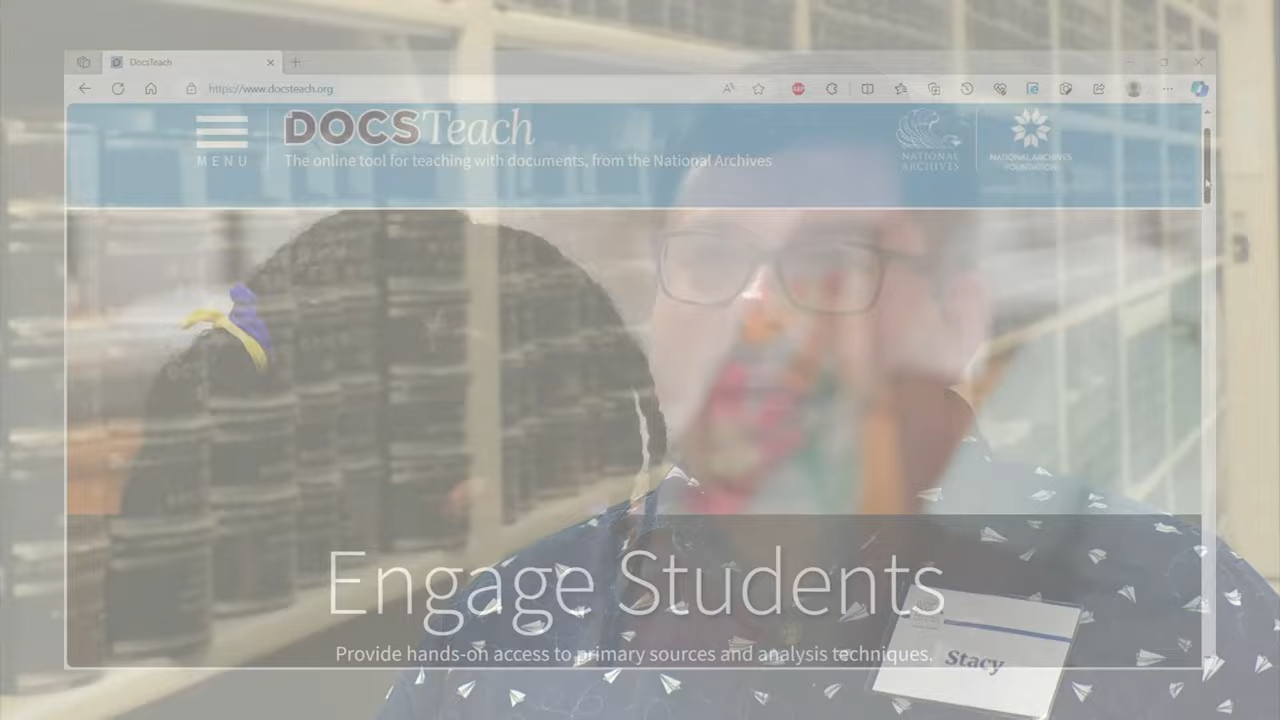 DocsTeach
https://www.docsteach.org
MENU
DOCSTeach
The online tool for teaching with documents, from the National Archives
NATIONAL
ARCHIVES
NATIONAL ARCHIVES
FOUNDATION
Engage Students
Provide hands-on access to primary sources and analysis techniques.
Stacy